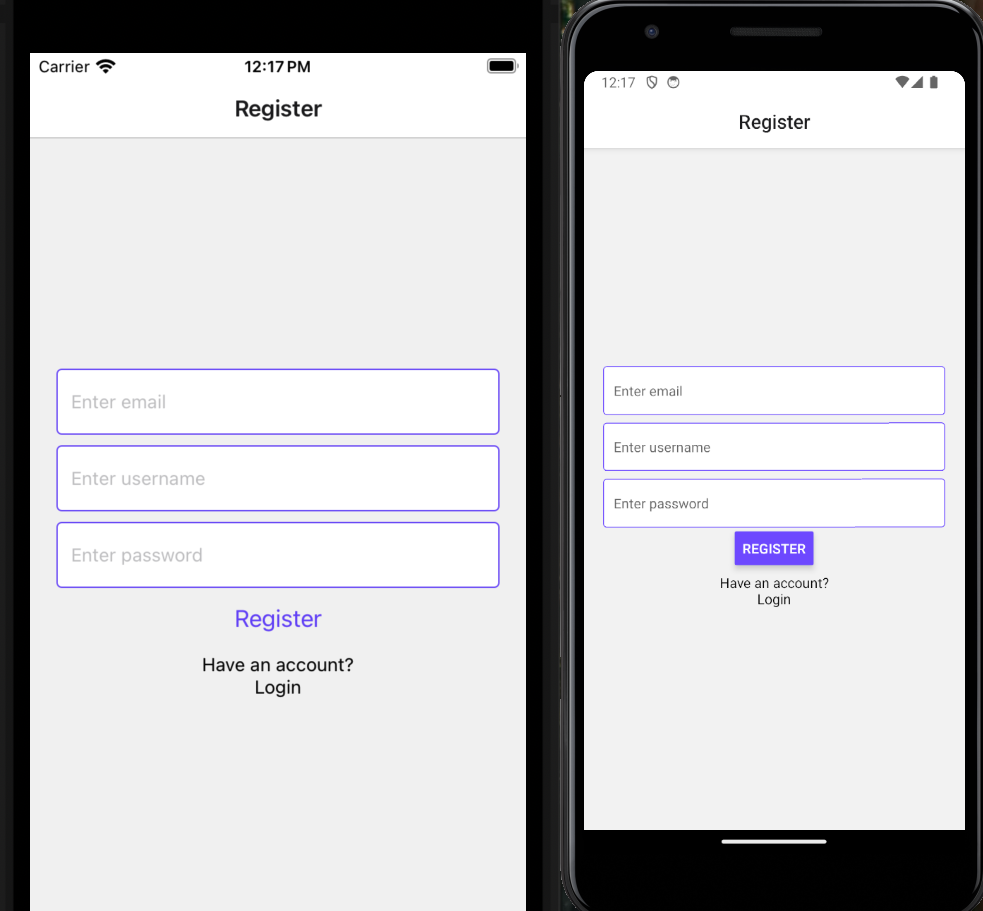 Carrier 12:17 PM
Register
Enter email
Enter username
Enter password
Register
Have an account?
Login
12:17
Register
Enter email
Enter username
Enter password
REGISTER
Have an account?
Login